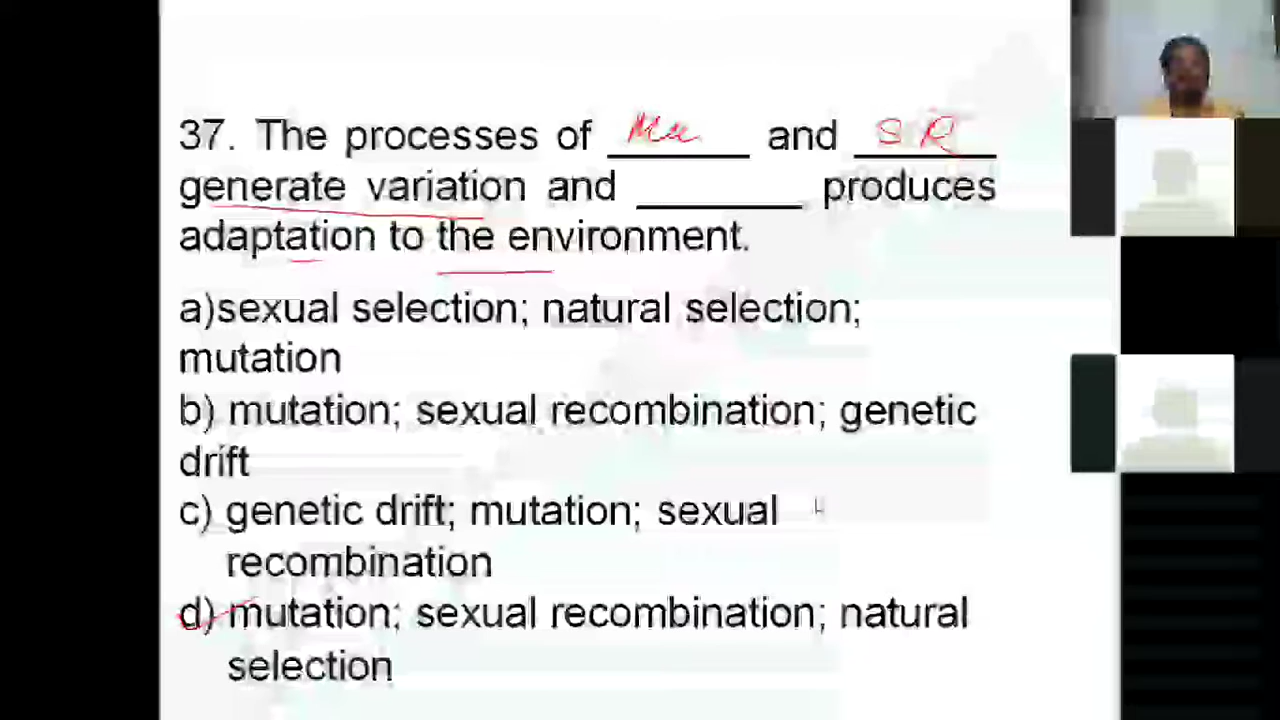 37. The processes of Mu and SR
generate variation and ________ produces
adaptation to the environment.
a)sexual selection; natural selection;
mutation
b) mutation; sexual recombination; genetic
drift
c) genetic drift; mutation; sexual
recombination
d) mutation; sexual recombination; natural
selection